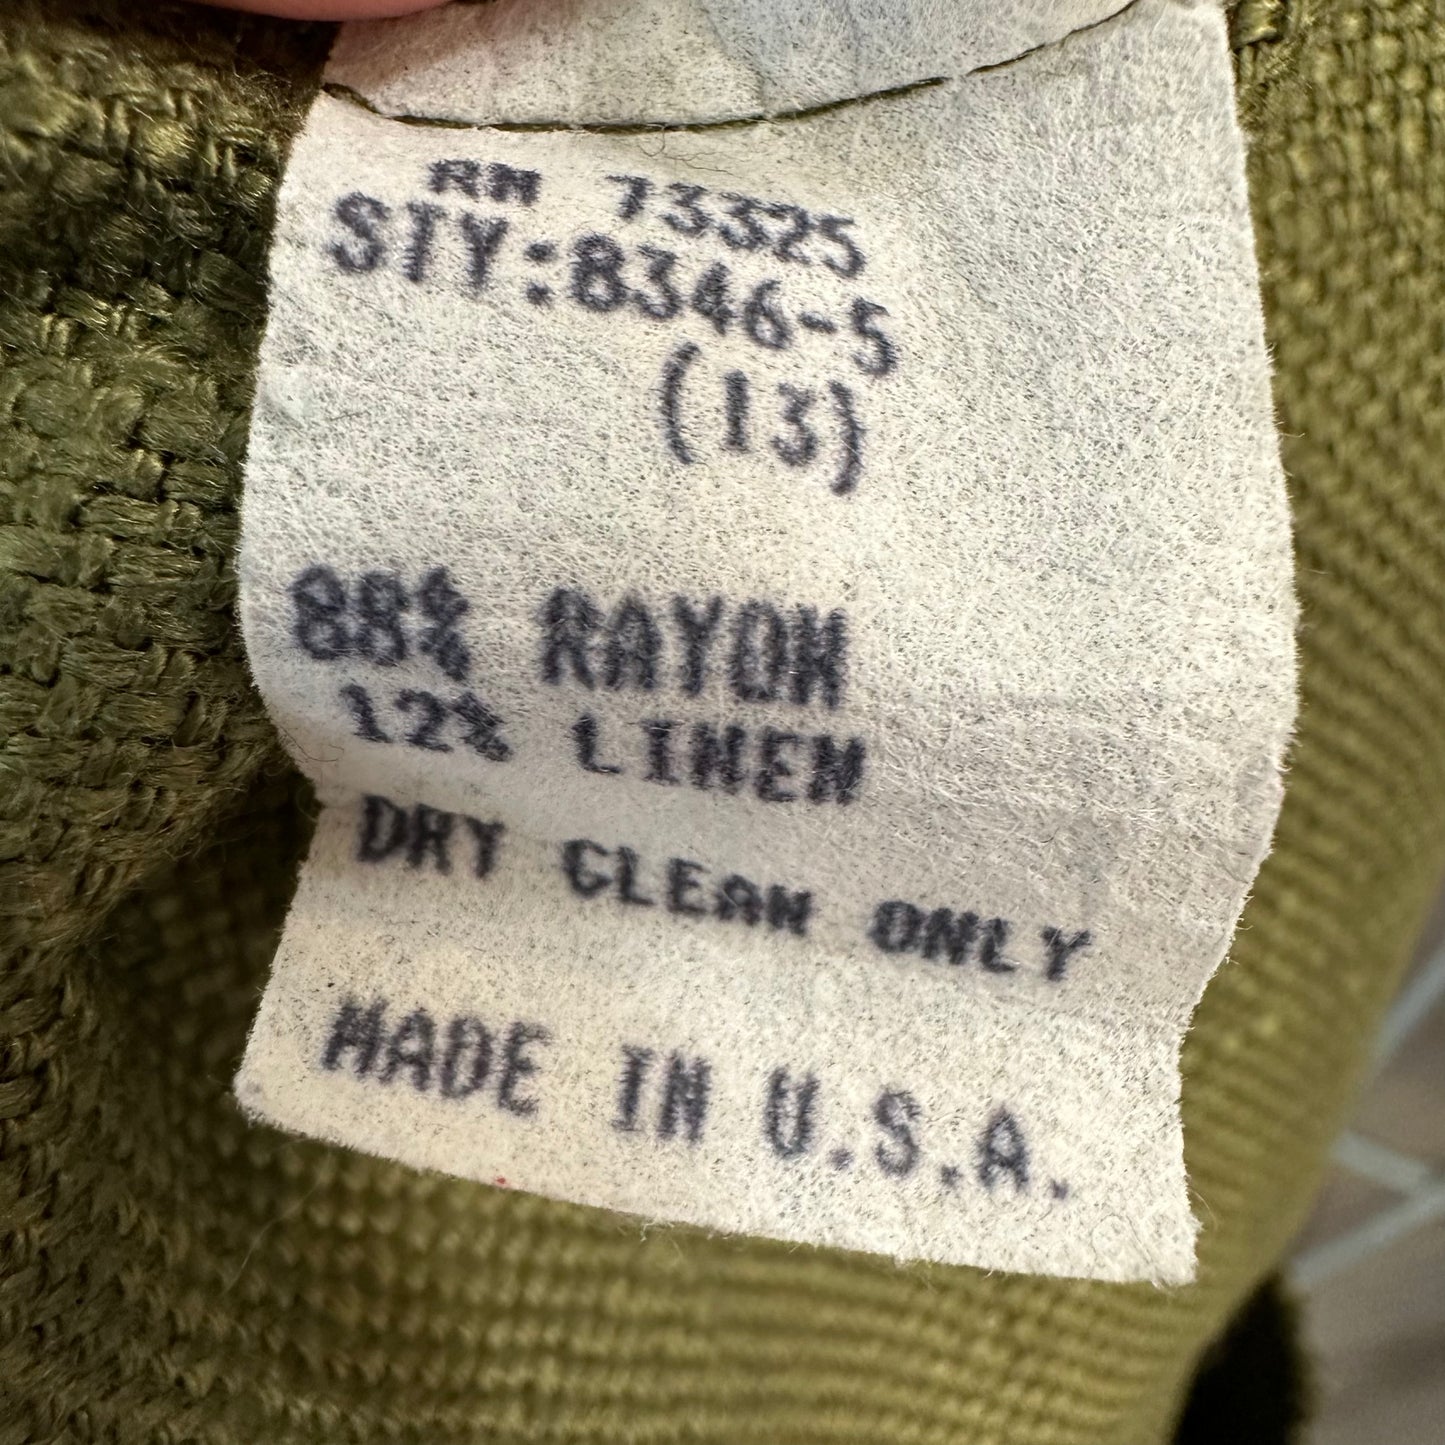 RN 73325
STY:8346-5
(13)
88% RAYON
12% LINEN
DRY CLEAN ONLY
MADE IN U.S.A.